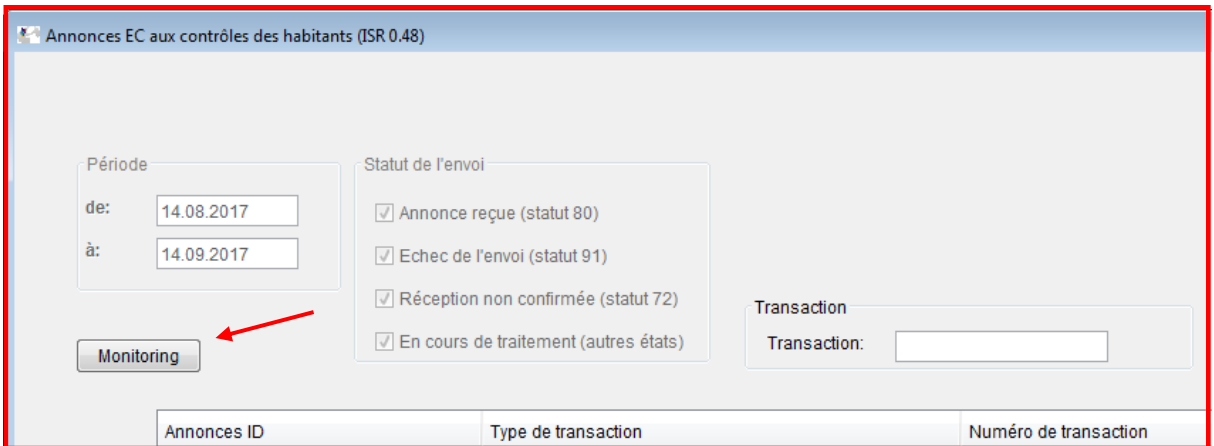 Annonces EC aux contrôles des habitants (ISR 0.48)
Période
de: 14.08.2017
à: 14.09.2017
Statut de l'envoi
Annonce reçue (statut 80)
Echec de l'envoi (statut 91)
Réception non confirmée (statut 72)
En cours de traitement (autres états)
Monitoring
Transaction
Transaction:
Annonces ID Type de transaction Numéro de transaction